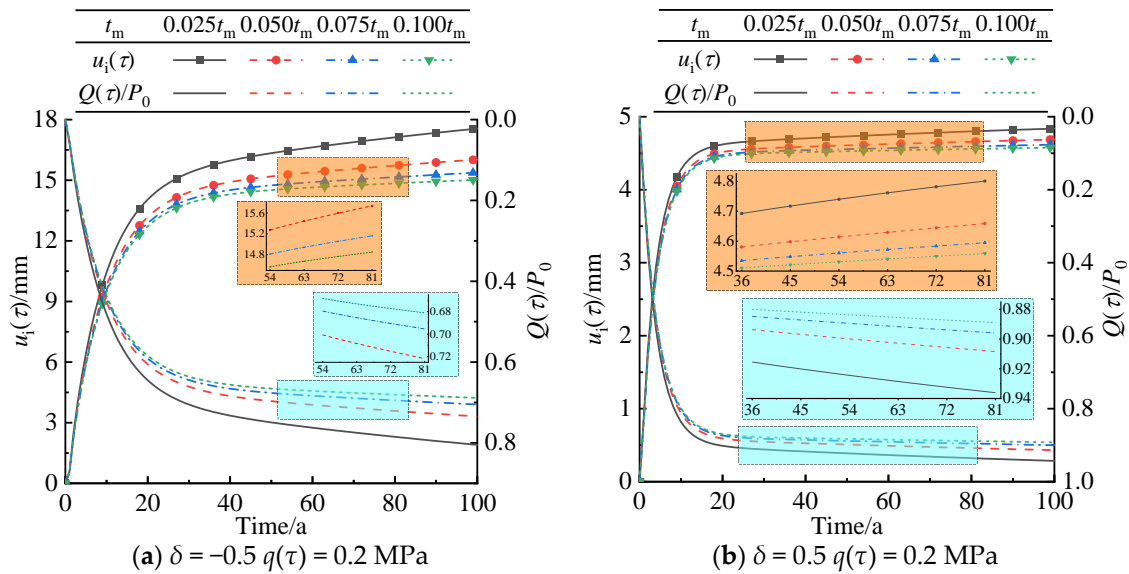 t_m 0.025t_m 0.050t_m 0.075t_m 0.100t_m
u_i(τ)
Q(τ)/P_0
18
15
12
9
6
3
0
u_i(τ)/mm
0.0
0.2
0.4
0.6
0.8
Q(τ)/P_0
15.6
15.2
14.8
54 63 72 81
0.68
0.70
0.72
54 63 72 81
0 20 40 60 80 100
Time/a
(a) δ = −0.5 q(τ) = 0.2 MPa
t_m 0.025t_m 0.050t_m 0.075t_m 0.100t_m
u_i(τ)
Q(τ)/P_0
5
4
3
2
1
0
u_i(τ)/mm
0.0
0.2
0.4
0.6
0.8
1.0
Q(τ)/P_0
4.8
4.7
4.6
4.5
36 45 54 63 72 81
0.88
0.90
0.92
0.94
36 45 54 63 72 81
0 20 40 60 80 100
Time/a
(b) δ = 0.5 q(τ) = 0.2 MPa